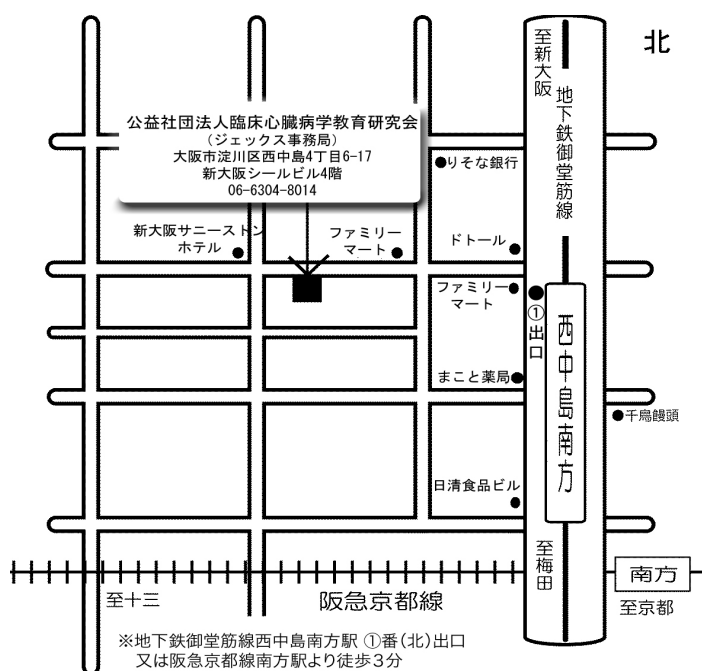 北
至新大阪
地下鉄御堂筋線
公益社団法人臨床心臓病学教育研究会
（ジェックス事務局）
大阪市淀川区西中島4丁目6-17
新大阪シールビル4階
06-6304-8014
●りそな銀行
新大阪サニーストン
ホテル
ファミリー
マート
ドトール
ファミリー
マート
①出口
西中島南方
まこと薬局
千鳥饅頭
日清食品ビル
至梅田
南方
至十三
阪急京都線
至京都
※地下鉄御堂筋線西中島南方駅 ①番(北)出口
又は阪急京都線南方駅より徒歩３分